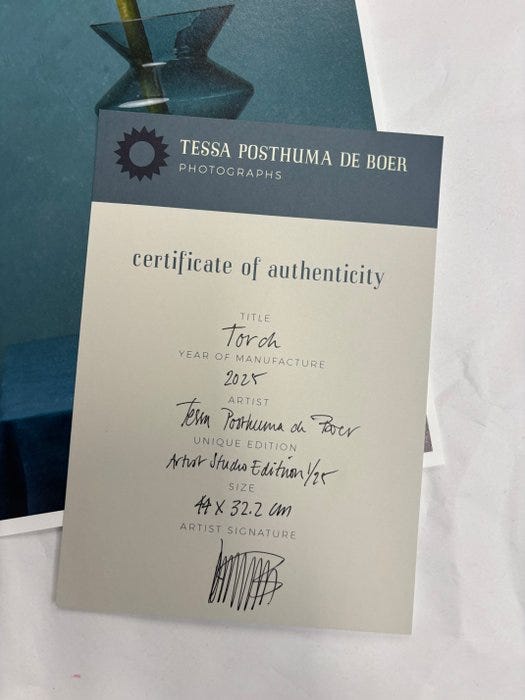 TESSA POSTHUMA DE BOER
PHOTOGRAPHS
certificate of authenticity
TITLE
Torch
YEAR OF MANUFACTURE
2025
ARTIST
Tessa Posthuma de Boer
UNIQUE EDITION
Artist Studio Edition 1/25
SIZE
44 X 32.2 cm
ARTIST SIGNATURE